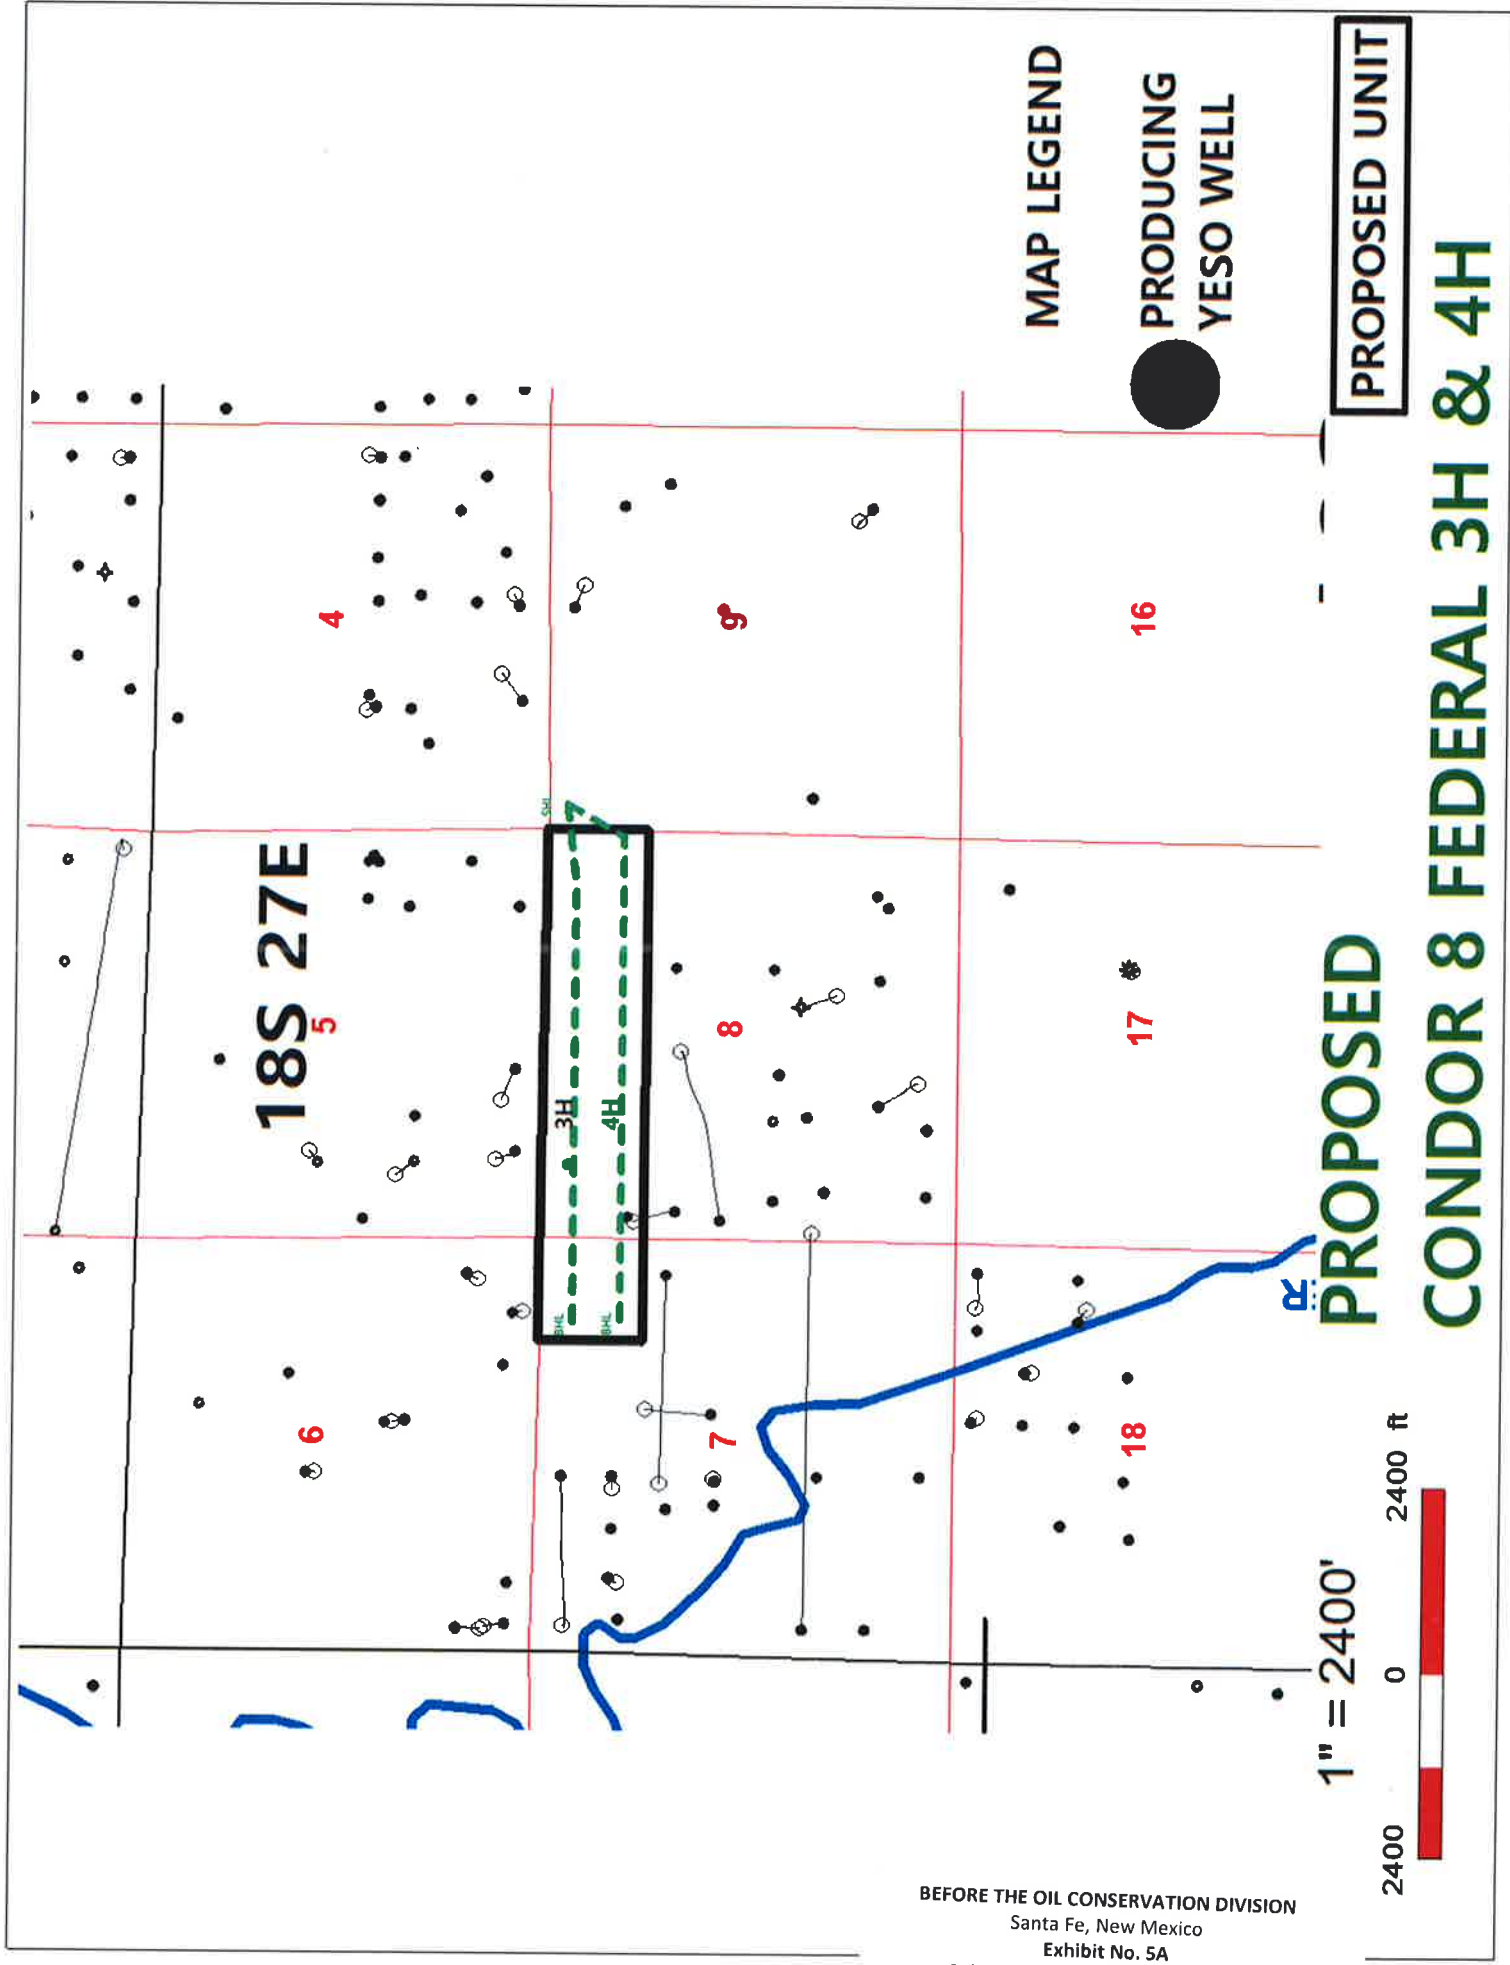 18S 27E
4
5
6
9
8
7
16
17
18
SHL
3H
4H
BHL
BHL
R
MAP LEGEND
PRODUCING
YESO WELL
PROPOSED UNIT
PROPOSED
CONDOR 8 FEDERAL 3H & 4H
1" = 2400'
2400 0 2400 ft
BEFORE THE OIL CONSERVATION DIVISION
Santa Fe, New Mexico
Exhibit No. 5A